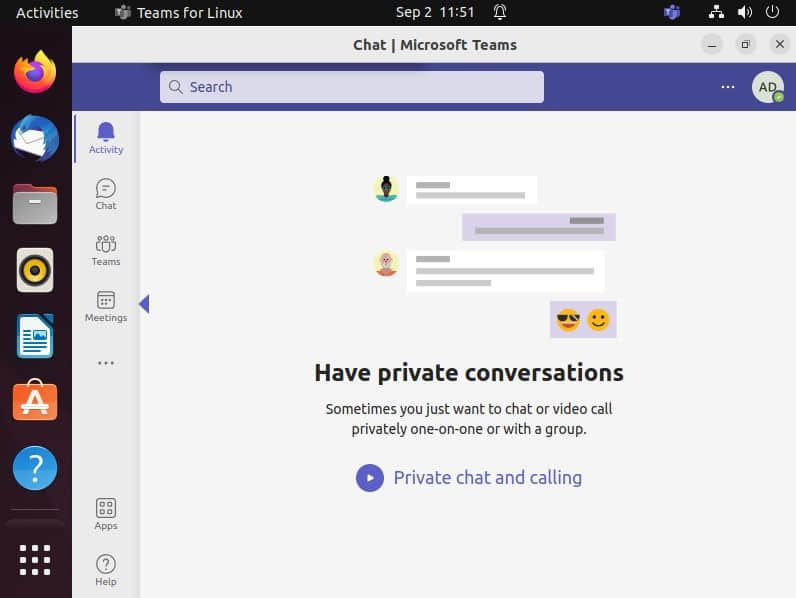 Activities
Teams for Linux
Sep 2 11:51
Chat | Microsoft Teams
Search
AD
Activity
Chat
Teams
Meetings
Have private conversations
Sometimes you just want to chat or video call
privately one-on-one or with a group.
Private chat and calling
Apps
Help